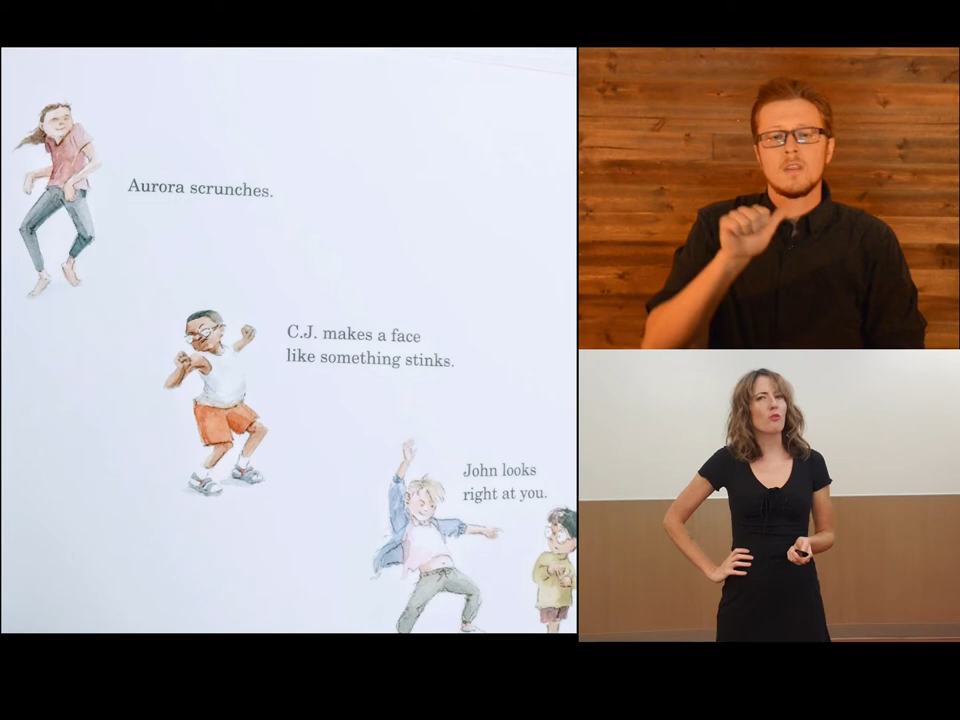 Aurora scrunches.
C.J. makes a face
like something stinks.
John looks
right at you.